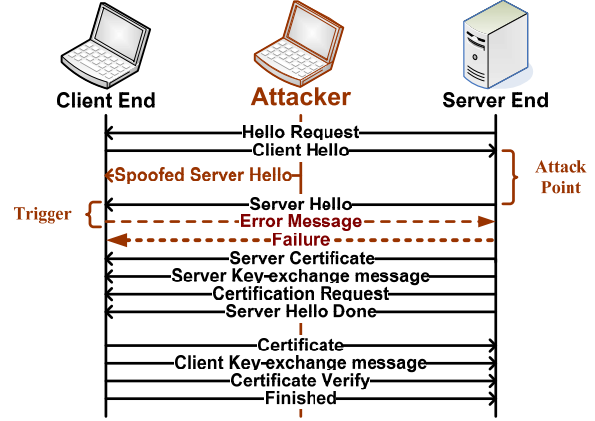 Client End
Attacker
Server End
Hello Request
Client Hello
Attack
Point
Spoofed Server Hello
Server Hello
Trigger
Error Message
Failure
Server Certificate
Server Key-exchange message
Certification Request
Server Hello Done
Certificate
Client Key-exchange message
Certificate Verify
Finished